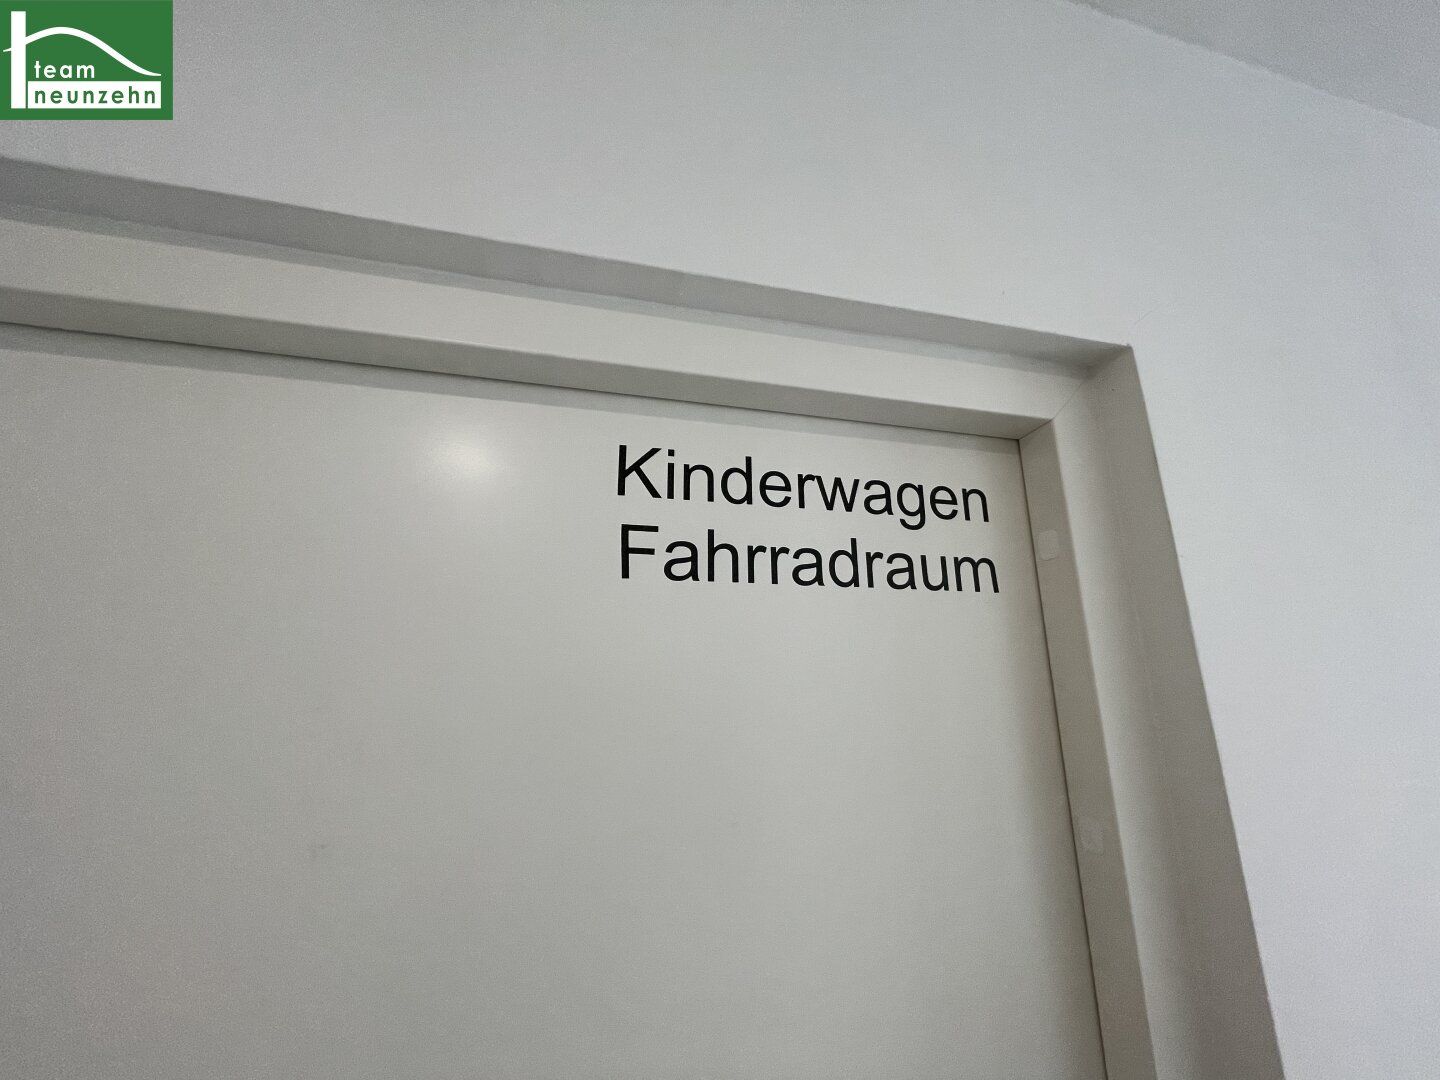 team
neunzehn
Kinderwagen
Fahrradraum